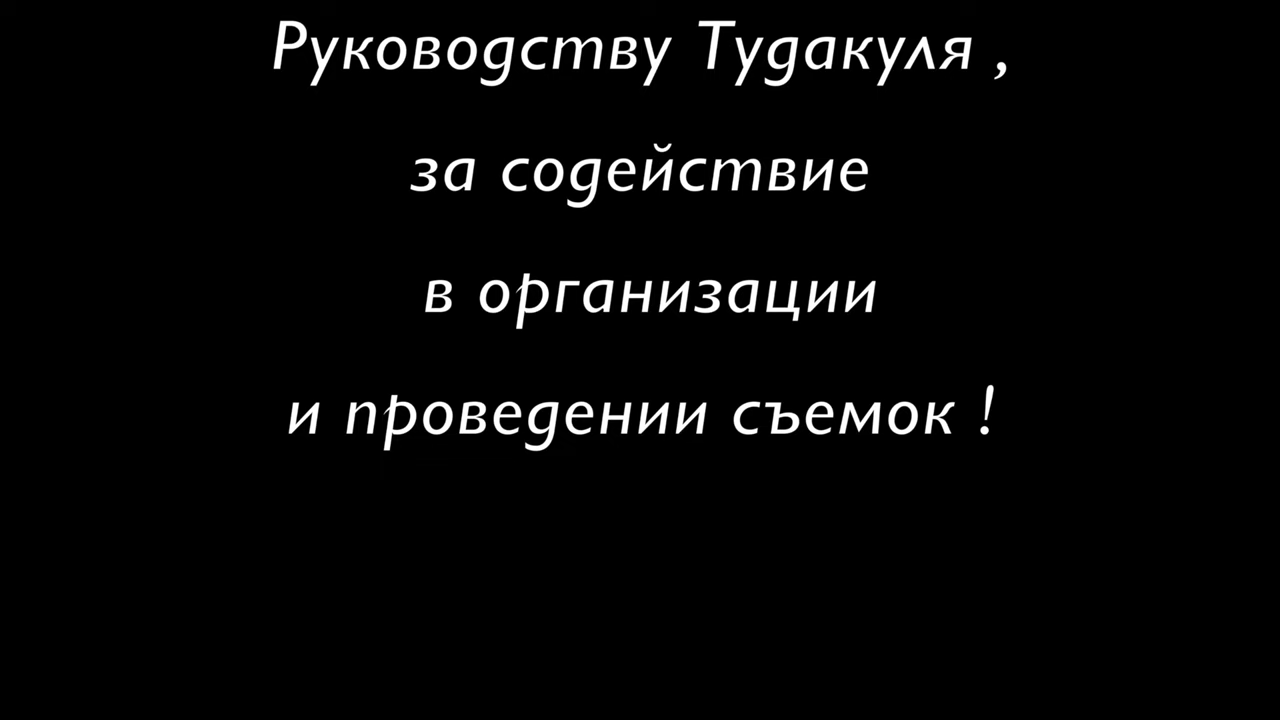 Руководству Тудакуля ,
за содействие
в организации
и проведении съемок !